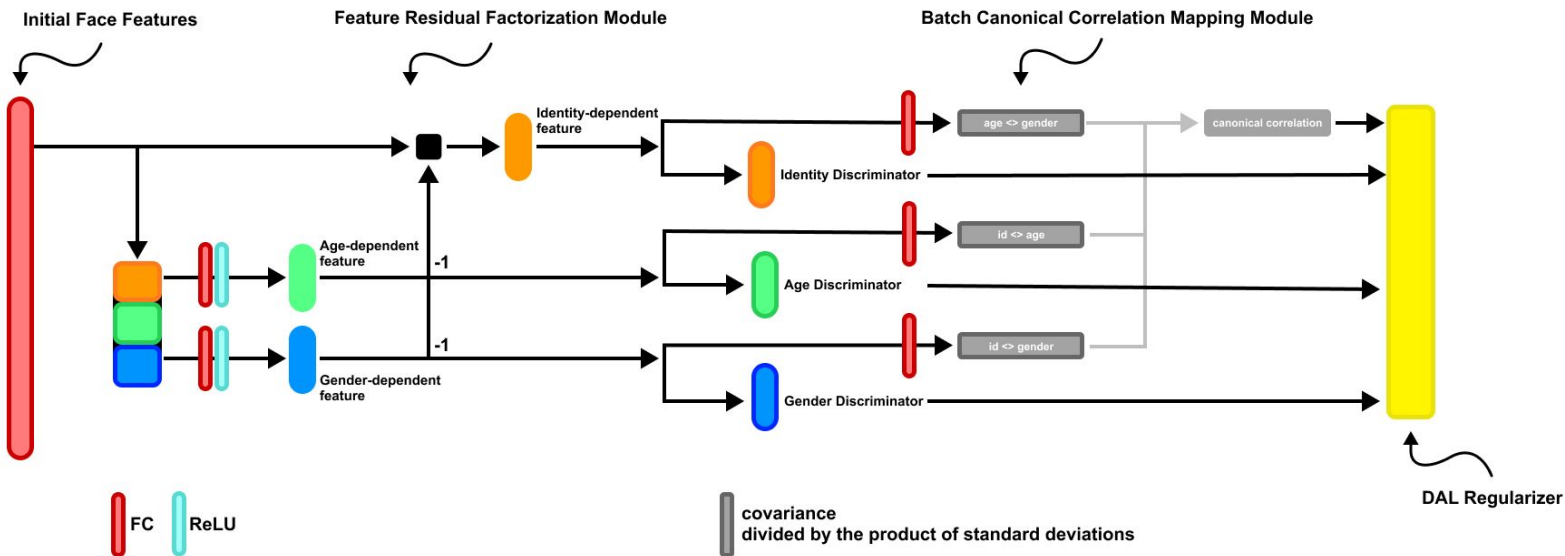 Initial Face Features
Feature Residual Factorization Module
Batch Canonical Correlation Mapping Module
Identity-dependent
feature
age <> gender
canonical correlation
Identity Discriminator
Age-dependent
feature
-1
id <> age
Age Discriminator
-1
id <> gender
Gender-dependent
feature
Gender Discriminator
DAL Regularizer
FC
ReLU
covariance
divided by the product of standard deviations